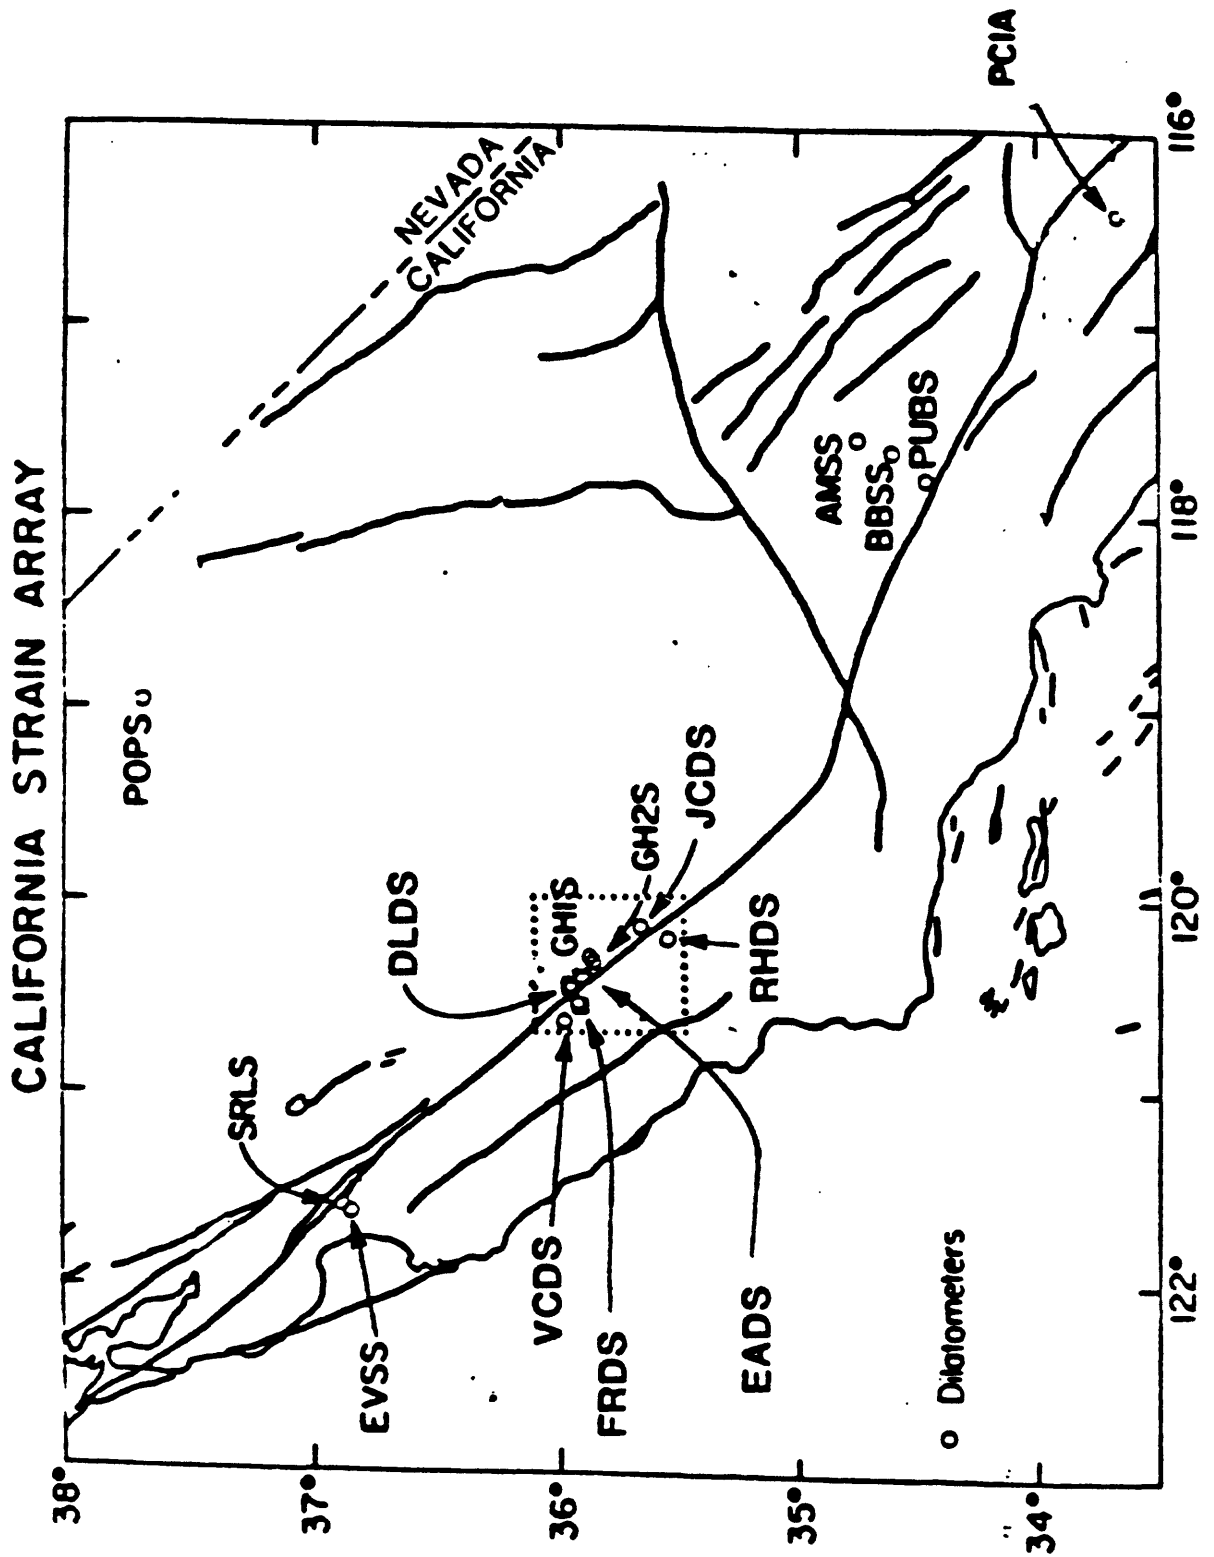 CALIFORNIA STRAIN ARRAY
38°
37°
36°
35°
34°
122°
120°
118°
116°
NEVADA
CALIFORNIA
POPS
SRLS
EVSS
DLDS
GHIS
GH2S
JCDS
RHDS
VCDS
FRDS
EADS
AMSS
BBSS
PUBS
PCIA
O Dilatometers